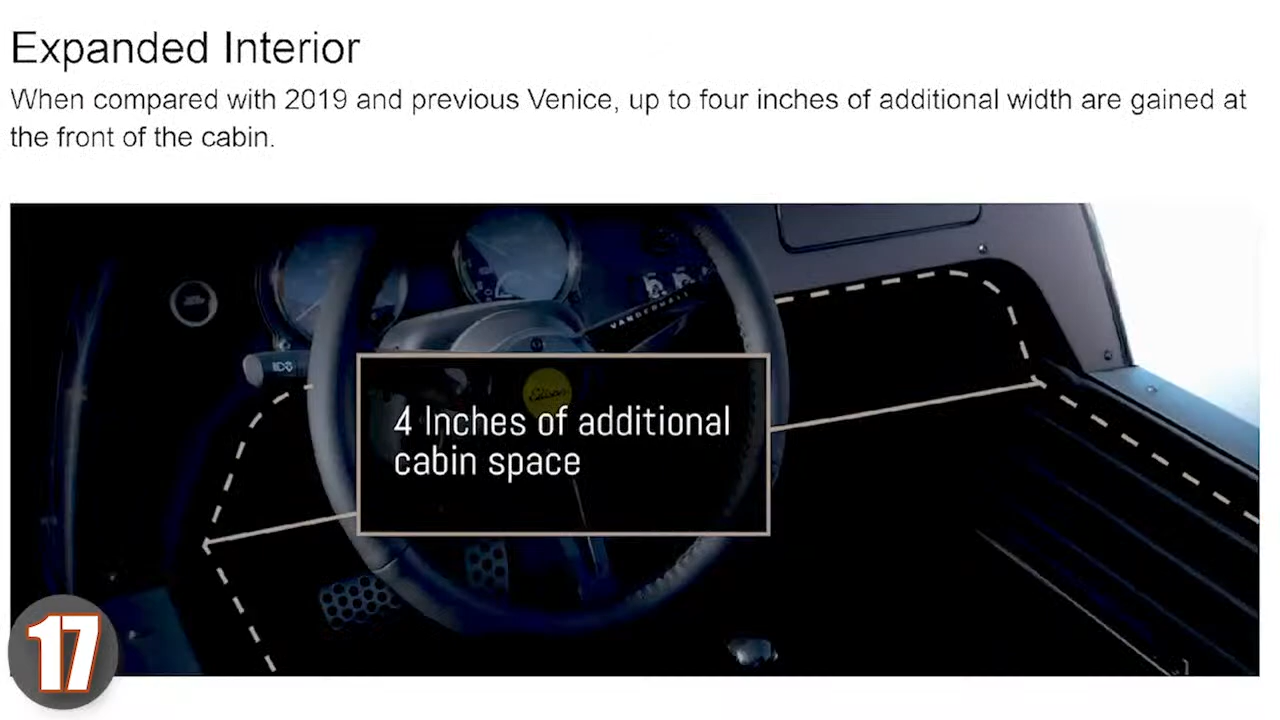 Expanded Interior
When compared with 2019 and previous Venice, up to four inches of additional width are gained at
the front of the cabin.
VANDERHALL
4 Inches of additional
cabin space
17